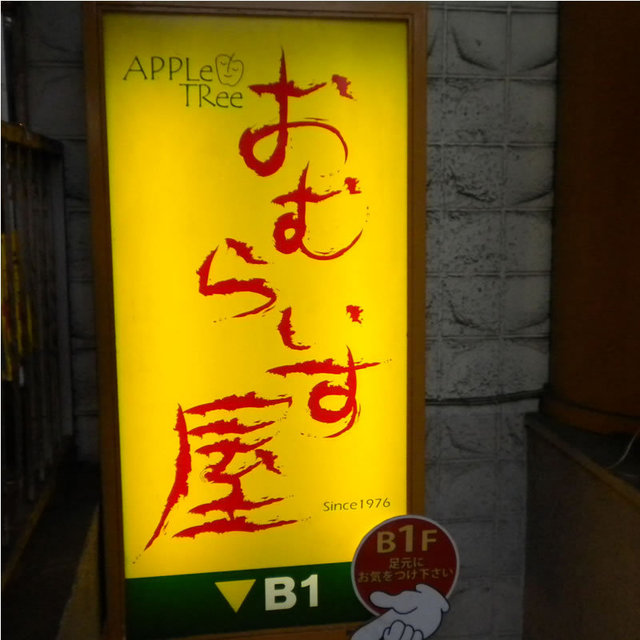 APPLe
TRee
おむらいす屋
Since1976
▼B1
B1F
足元に
お気をつけ下さい